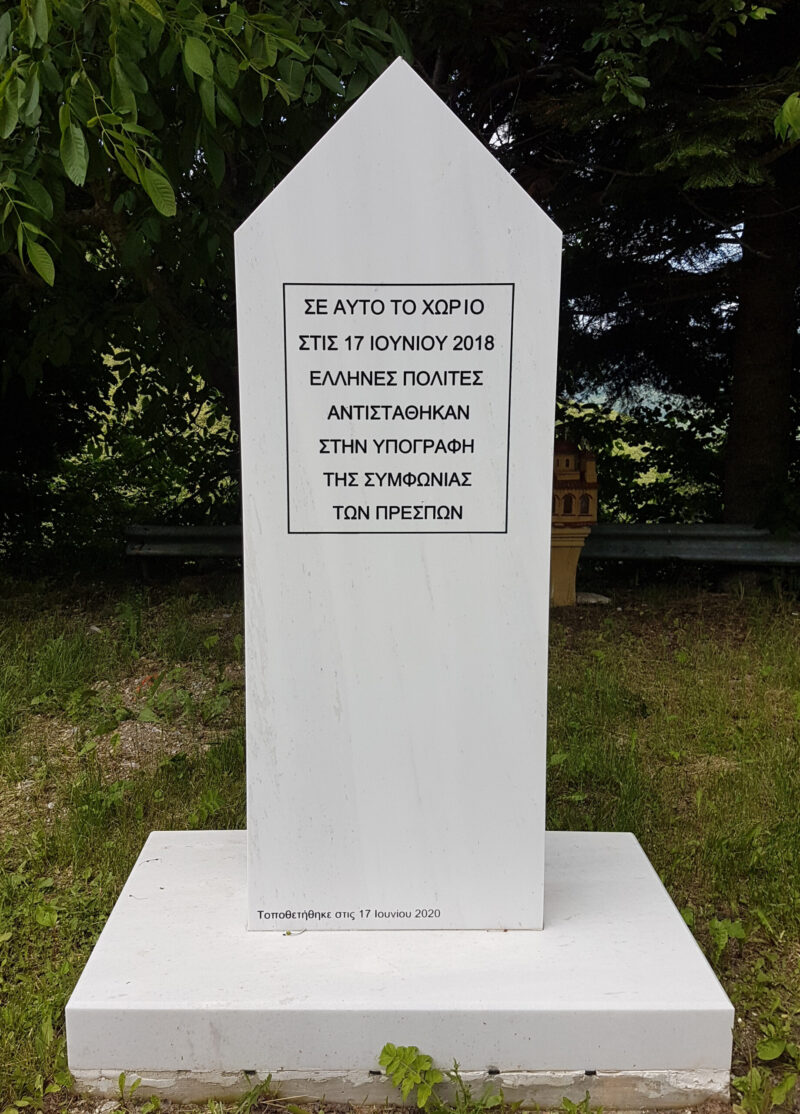 ΣΕ ΑΥΤΟ ΤΟ ΧΩΡΙΟ
ΣΤΙΣ 17 ΙΟΥΝΙΟΥ 2018
ΕΛΛΗΝΕΣ ΠΟΛΙΤΕΣ
ΑΝΤΙΣΤΑΘΗΚΑΝ
ΣΤΗΝ ΥΠΟΓΡΑΦΗ
ΤΗΣ ΣΥΜΦΩΝΙΑΣ
ΤΩΝ ΠΡΕΣΠΩΝ
Τοποθετήθηκε στις 17 Ιουνίου 2020